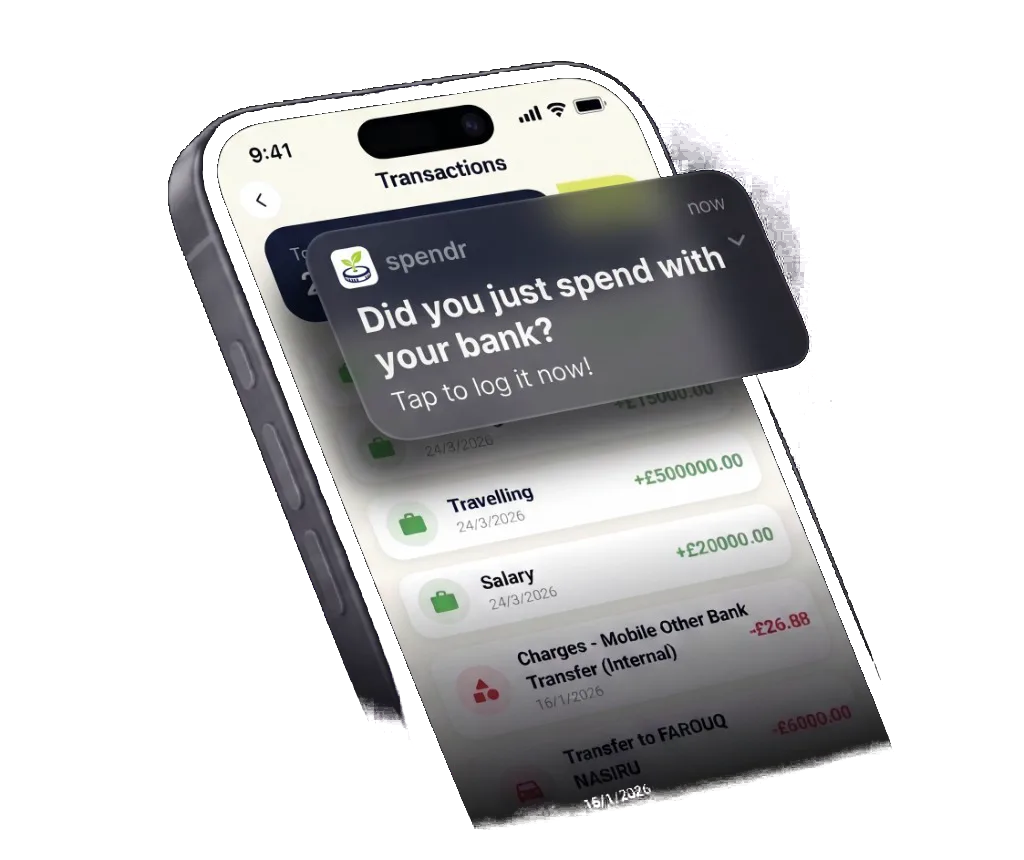 9:41
Transactions
now
spendr
Did you just spend with
your bank?
Tap to log it now!
+£15000.00
24/3/2026
Travelling
+£500000.00
24/3/2026
Salary
+£20000.00
24/3/2026
Charges - Mobile Other Bank
Transfer (Internal)
-£26.88
16/1/2026
Transfer to FAROUQ
NASIRU
-£6000.00
16/1/2026